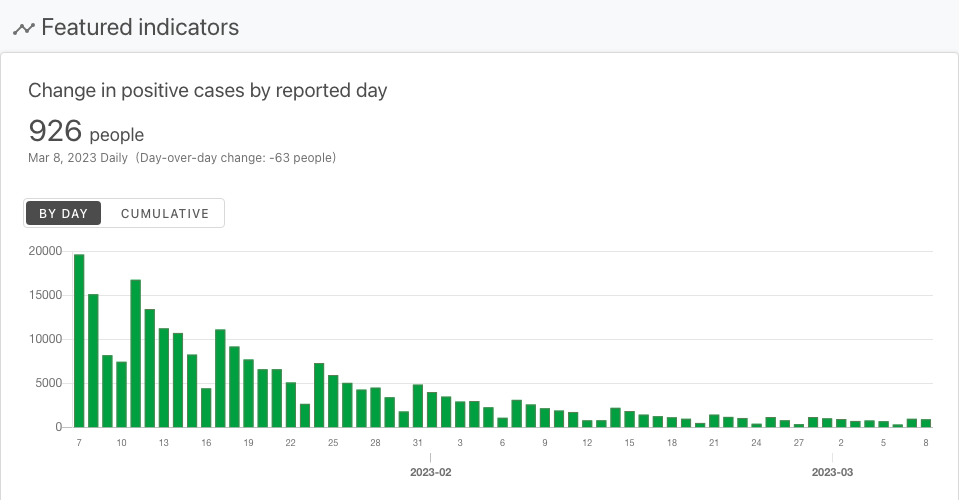 Featured indicators
Change in positive cases by reported day
926 people
Mar 8, 2023 Daily (Day-over-day change: -63 people)
BY DAY CUMULATIVE
20000
15000
10000
5000
0
7 10 13 16 19 22 25 28 31 3 6 9 12 15 18 21 24 27 2 5 8
2023-02 2023-03